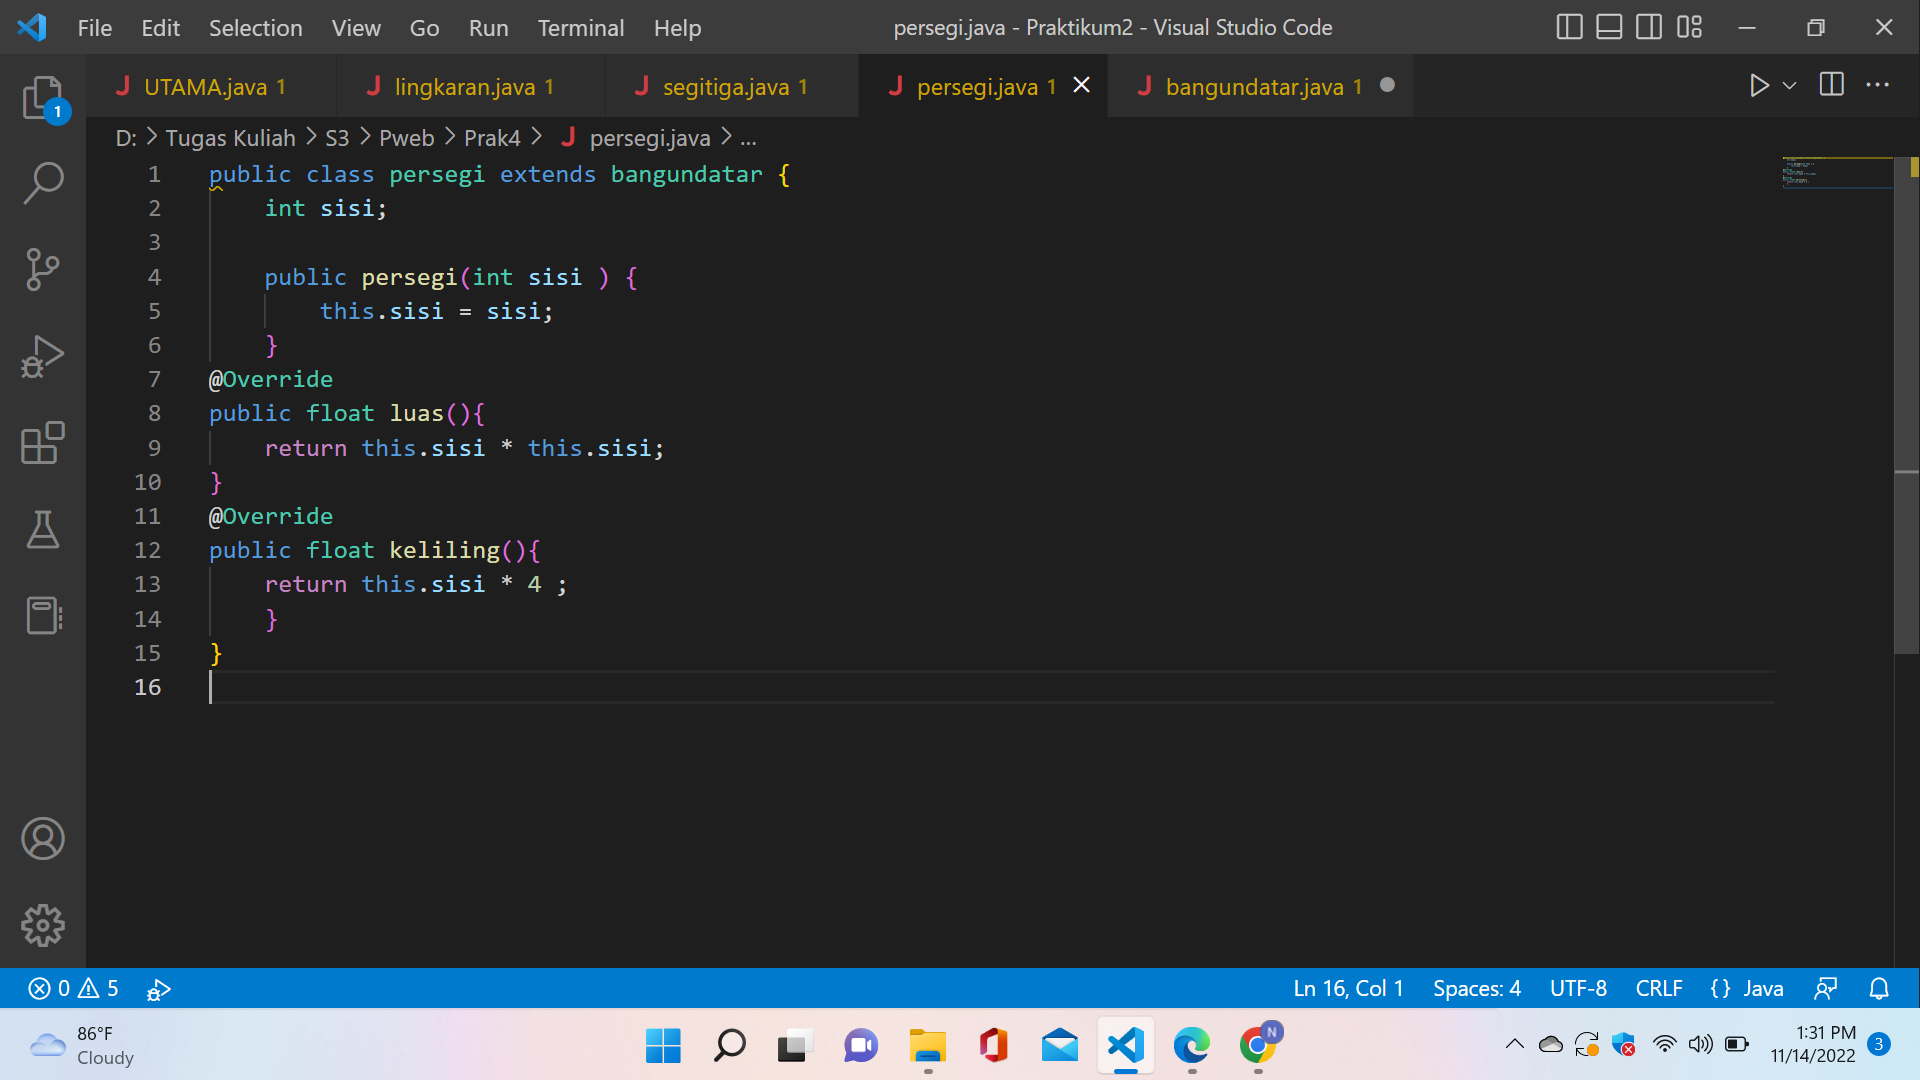 File Edit Selection View Go Run Terminal Help persegi.java - Praktikum2 - Visual Studio Code
UTAMA.java 1 lingkaran.java 1 segitiga.java 1 persegi.java 1 bangundatar.java 1
1
D: > Tugas Kuliah > S3 > Pweb > Prak4 > persegi.java > ...
1 public class persegi extends bangundatar {
2 int sisi;
3
4 public persegi(int sisi ) {
5 this.sisi = sisi;
6 }
7 @Override
8 public float luas(){
9 return this.sisi * this.sisi;
10 }
11 @Override
12 public float keliling(){
13 return this.sisi * 4 ;
14 }
15 }
16
0 5 Ln 16, Col 1 Spaces: 4 UTF-8 CRLF {} Java
86°F
Cloudy
N
1:31 PM
11/14/2022
3